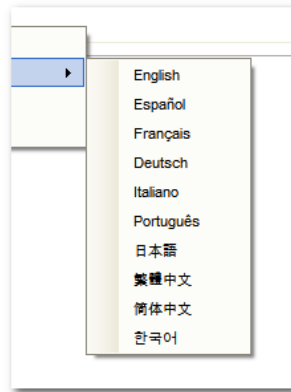 English
Español
Français
Deutsch
Italiano
Português
日本語
繁體中文
简体中文
한국어